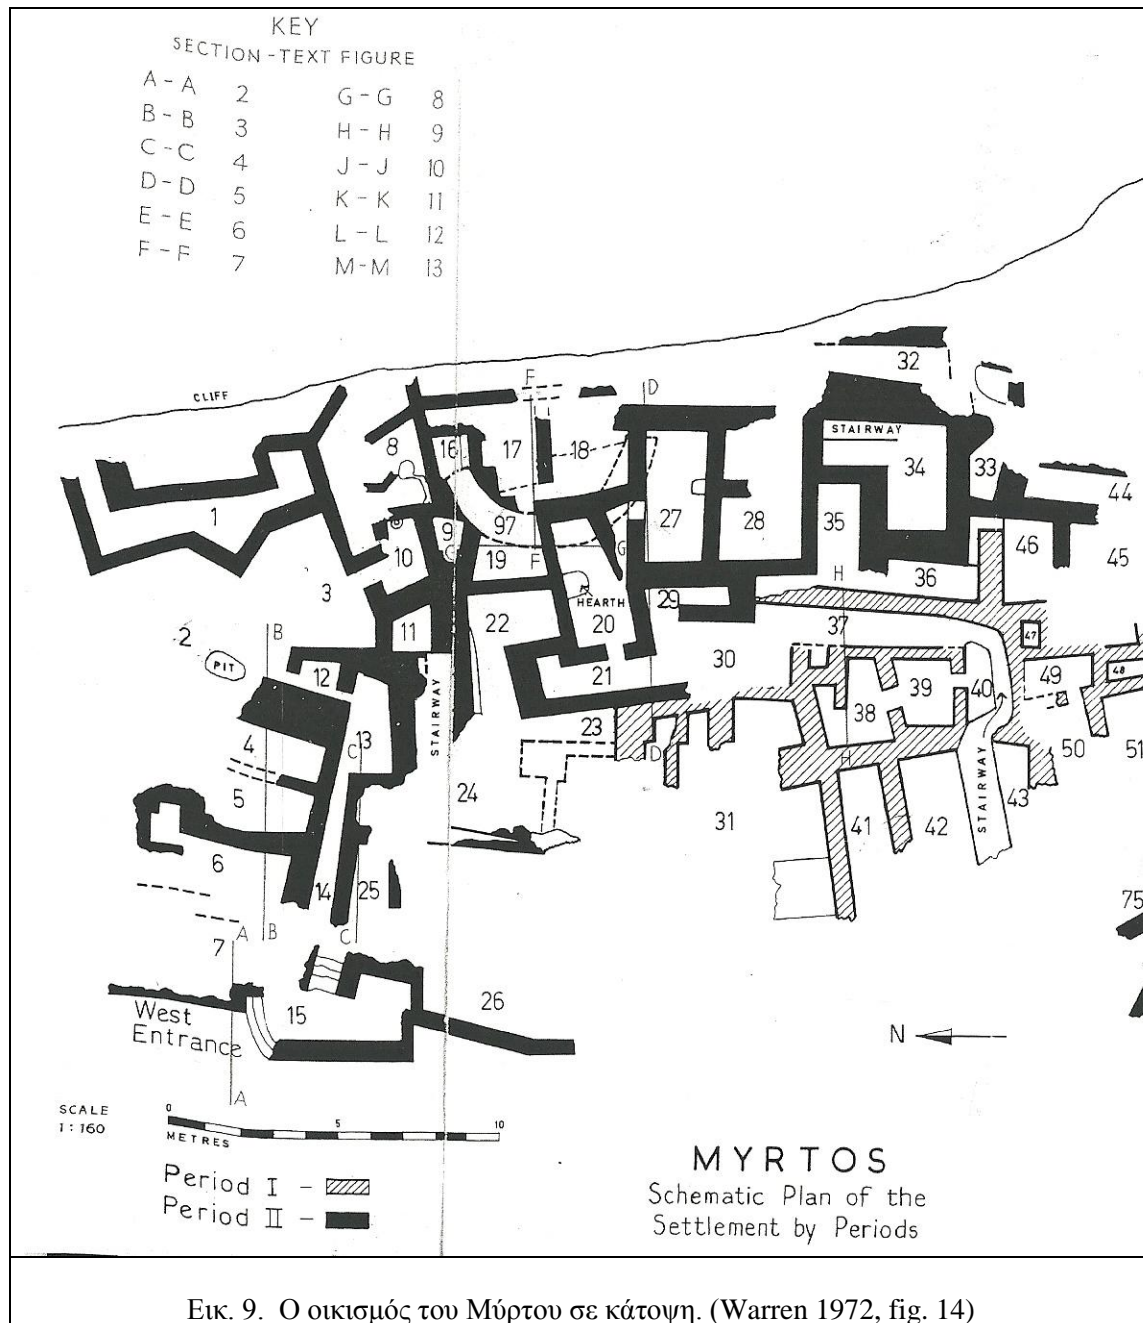 KEY
SECTION - TEXT FIGURE
A - A 2 G - G 8
B - B 3 H - H 9
C - C 4 J - J 10
D - D 5 K - K 11
E - E 6 L - L 12
F - F 7 M - M 13
CLIFF
F
D
32
STAIRWAY
8
16
17
18
34
33
44
1
27
28
35
46
45
9
97
10
G
19
F
G
H
36
3
HEARTH
29
11
22
20
37
47
2
B
PIT
12
21
30
39
40
49
48
STAIRWAY
23
38
13
C
D
H
50
51
4
24
5
31
41
42
STAIRWAY
43
6
14
25
75
7
A
B
C
15
26
West
Entrance
N
A
SCALE
1 : 160
0 5 10
METRES
MYRTOS
Schematic Plan of the
Settlement by Periods
Period I -
Period II -
Εικ. 9. Ο οικισμός του Μύρτου σε κάτοψη. (Warren 1972, fig. 14)